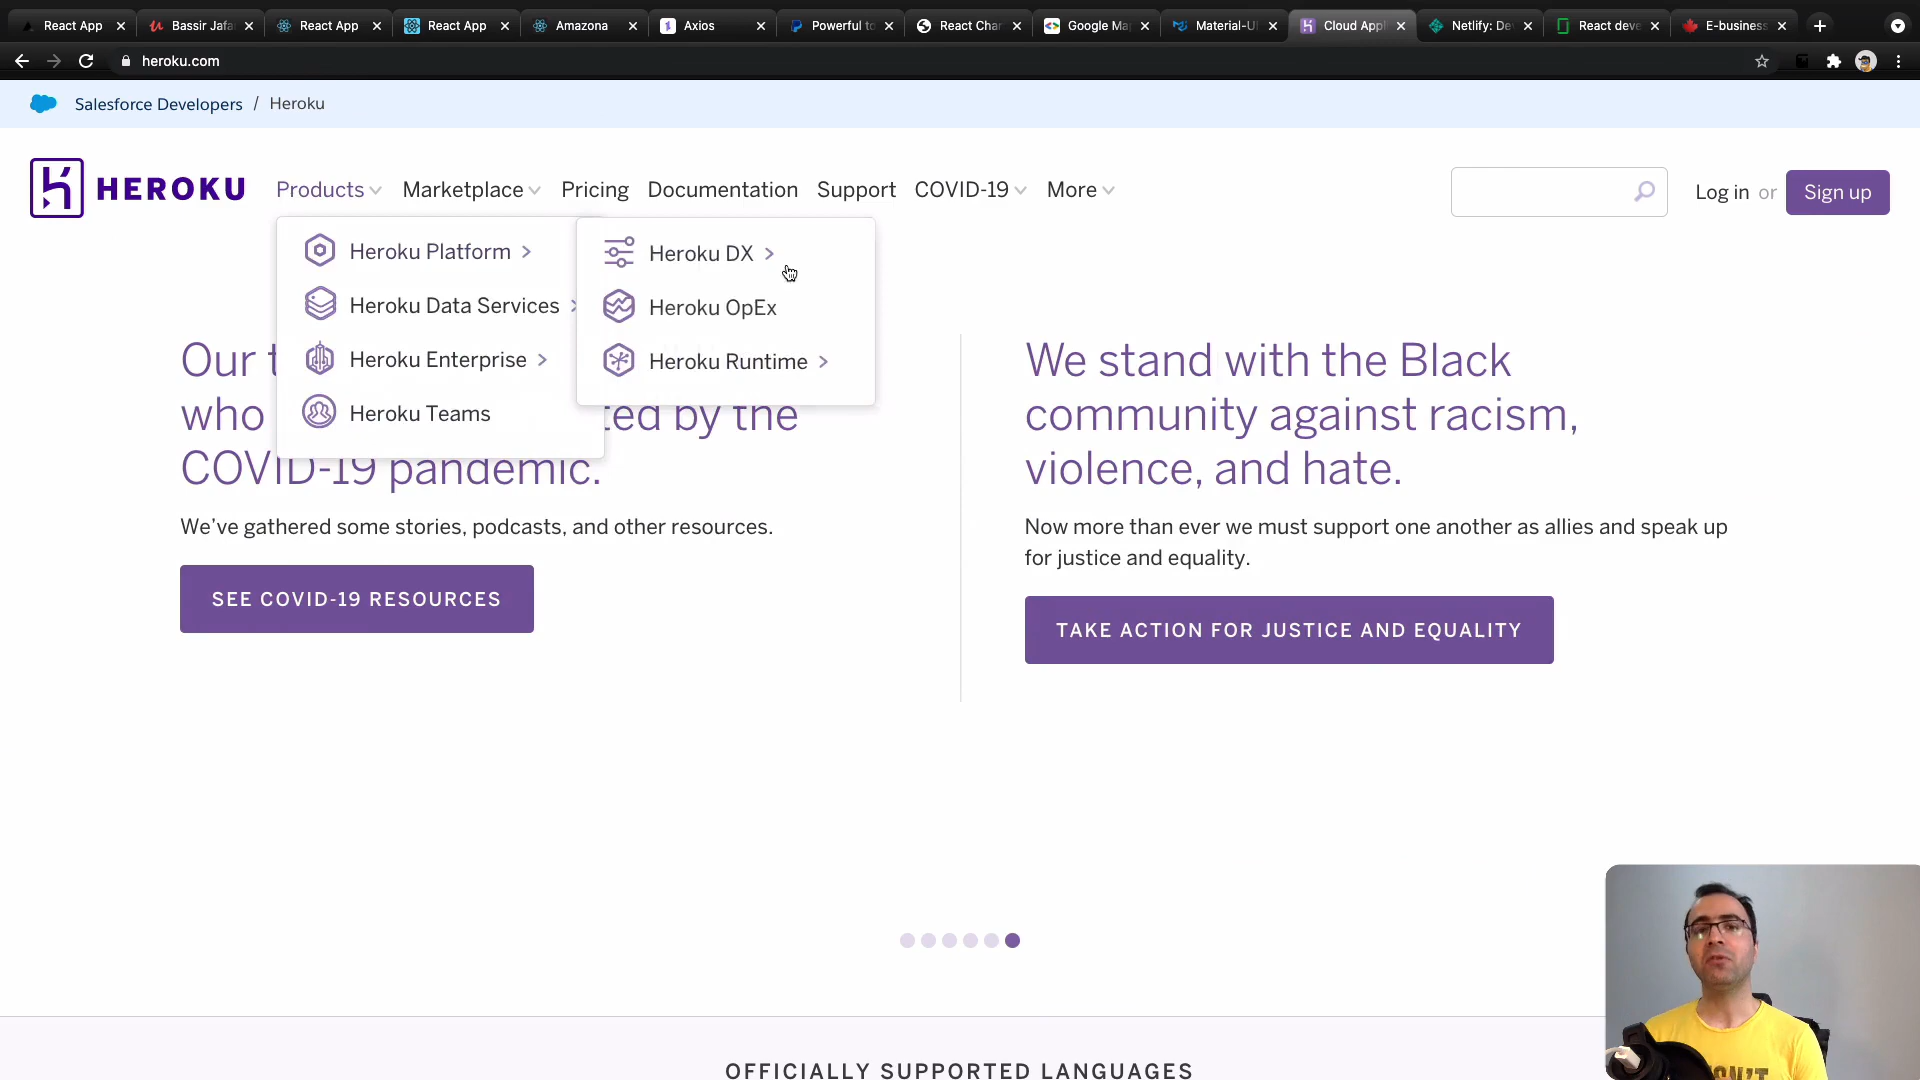 React App
Bassir Jafa
React App
React App
Amazona
Axios
Powerful to
React Char
Google Ma
Material-UI
Cloud Appl
Netlify: De
React deve
E-business
heroku.com
Salesforce Developers / Heroku
HEROKU
Products
Marketplace
Pricing
Documentation
Support
COVID-19
More
Log in or
Sign up
Heroku Platform
Heroku Data Services
Heroku Enterprise
Heroku Teams
Heroku DX
Heroku OpEx
Heroku Runtime
Our t
who ted by the
COVID-19 pandemic.
We've gathered some stories, podcasts, and other resources.
SEE COVID-19 RESOURCES
We stand with the Black
community against racism,
violence, and hate.
Now more than ever we must support one another as allies and speak up
for justice and equality.
TAKE ACTION FOR JUSTICE AND EQUALITY
OFFICIALLY SUPPORTED LANGUAGES